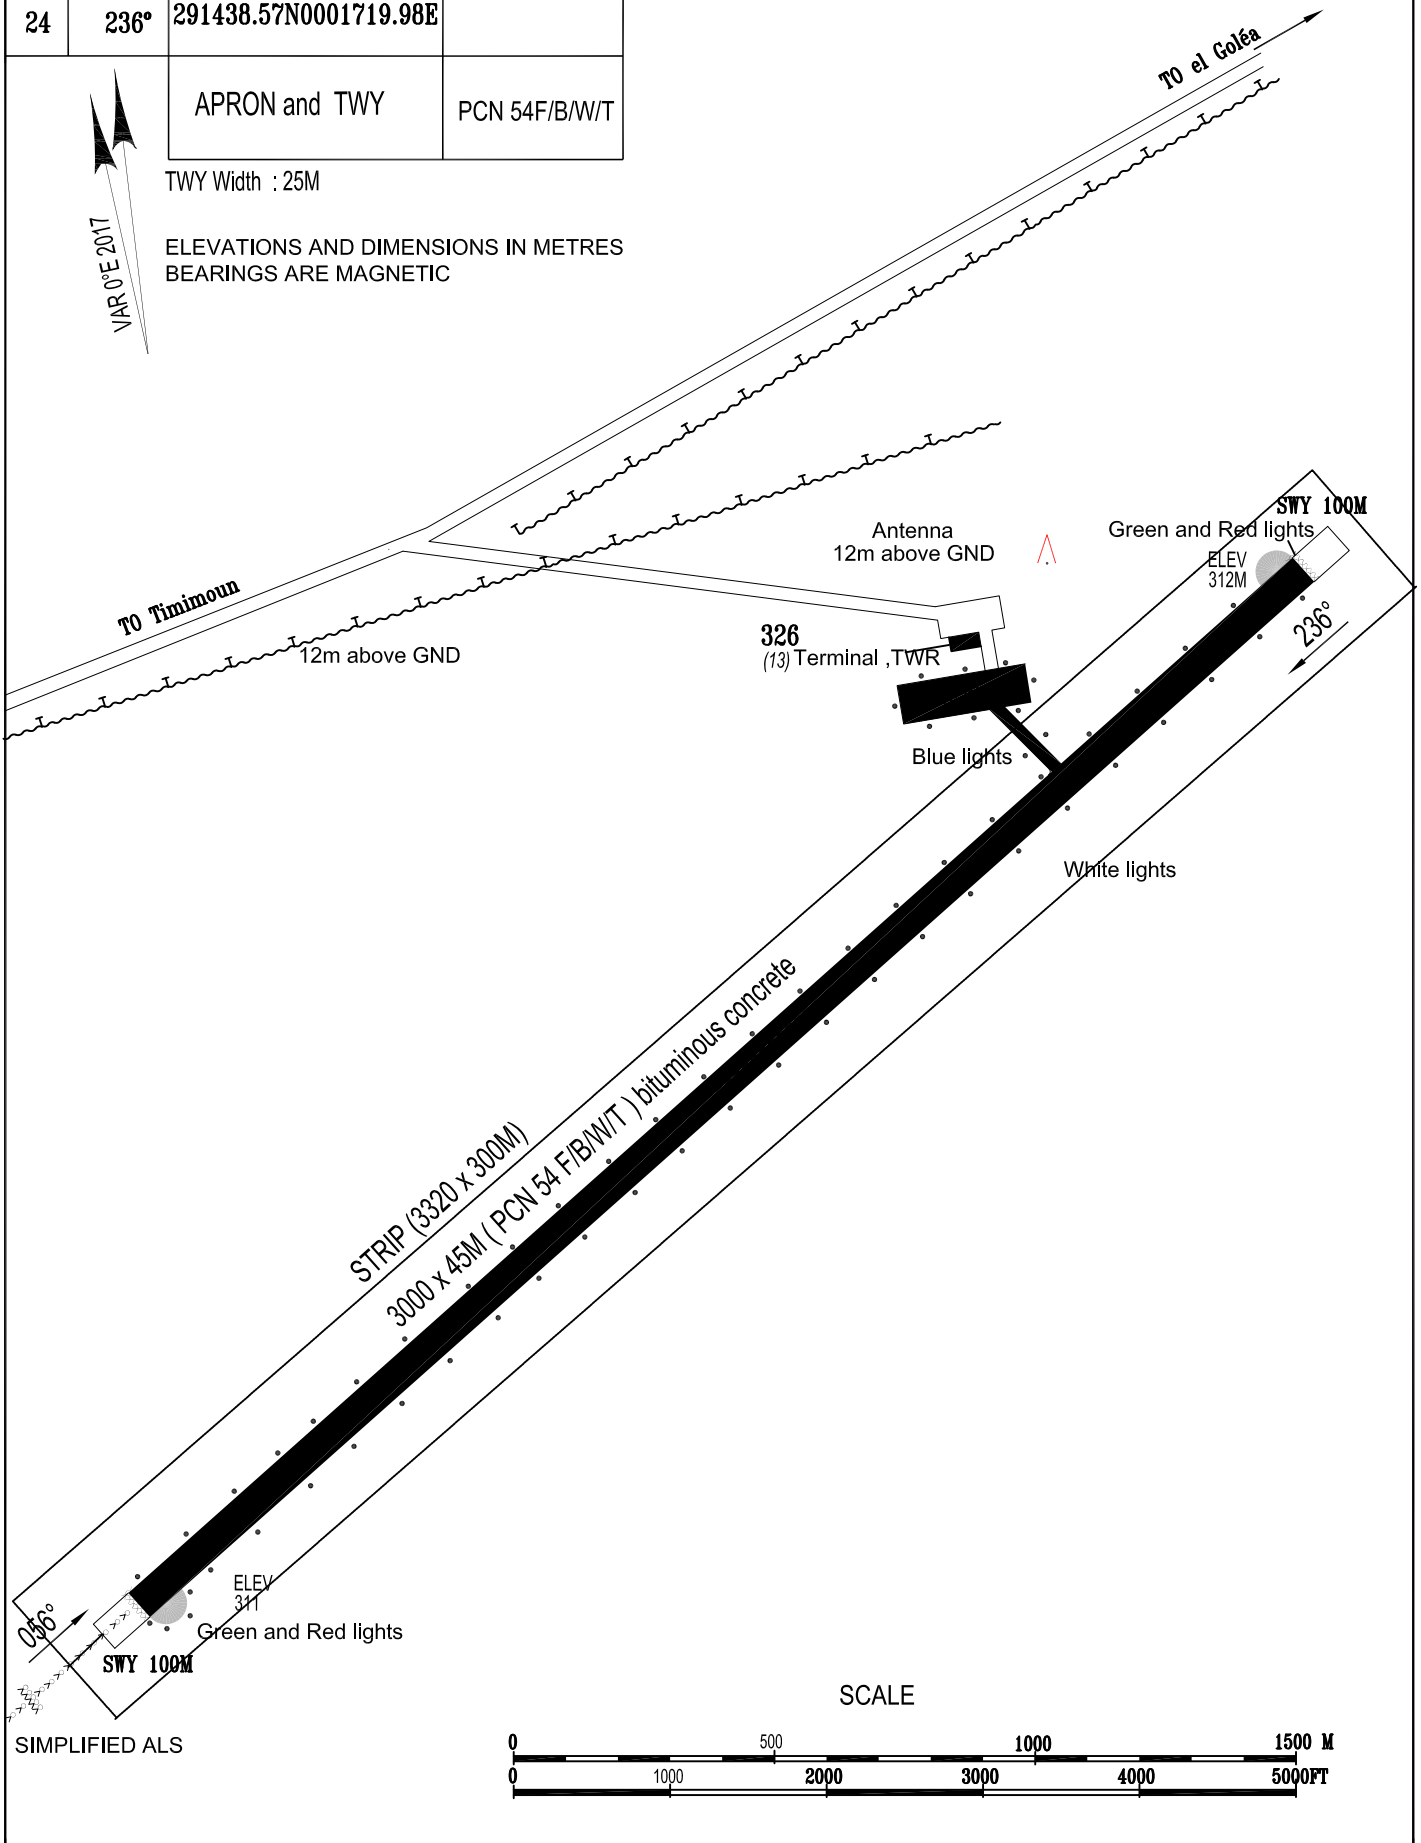 24 236° 291438.57N0001719.98E
APRON and TWY PCN 54F/B/W/T
TWY Width : 25M
ELEVATIONS AND DIMENSIONS IN METRES
BEARINGS ARE MAGNETIC
VAR 0°E 2017
TO el Goléa
TO Timimoun
12m above GND
Antenna
12m above GND
SWY 100M
Green and Red lights
ELEV
312M
236°
326
(13) Terminal ,TWR
Blue lights
White lights
STRIP (3320 x 300M)
3000 x 45M ( PCN 54 F/B/W/T ) bituminous concrete
ELEV
311
Green and Red lights
056°
SWY 100M
SIMPLIFIED ALS
SCALE
0 500 1000 1500 M
0 1000 2000 3000 4000 5000FT